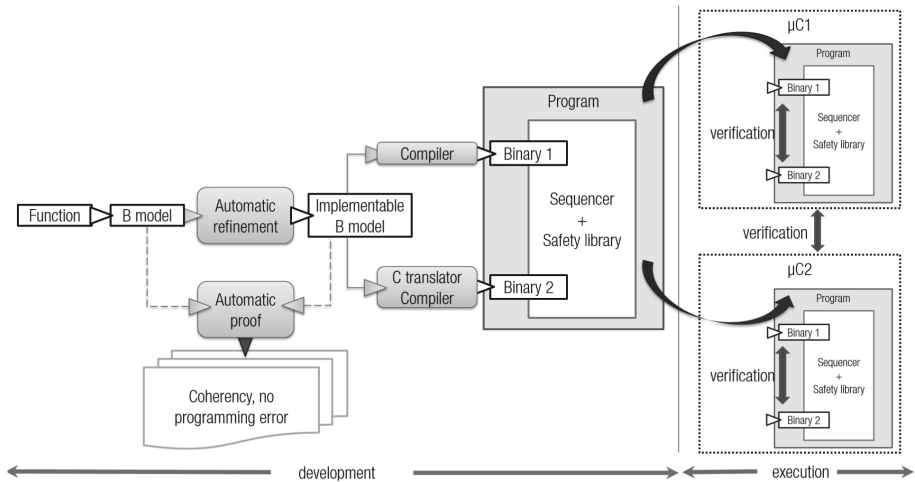 Function
B model
Automatic
refinement
Implementable
B model
Automatic
proof
Coherency, no
programming error
Compiler
C translator
Compiler
Program
Binary 1
Sequencer
+
Safety library
Binary 2
µC1
Program
Binary 1
verification
Sequencer
+
Safety library
Binary 2
verification
µC2
Program
Binary 1
verification
Sequencer
+
Safety library
Binary 2
development
execution